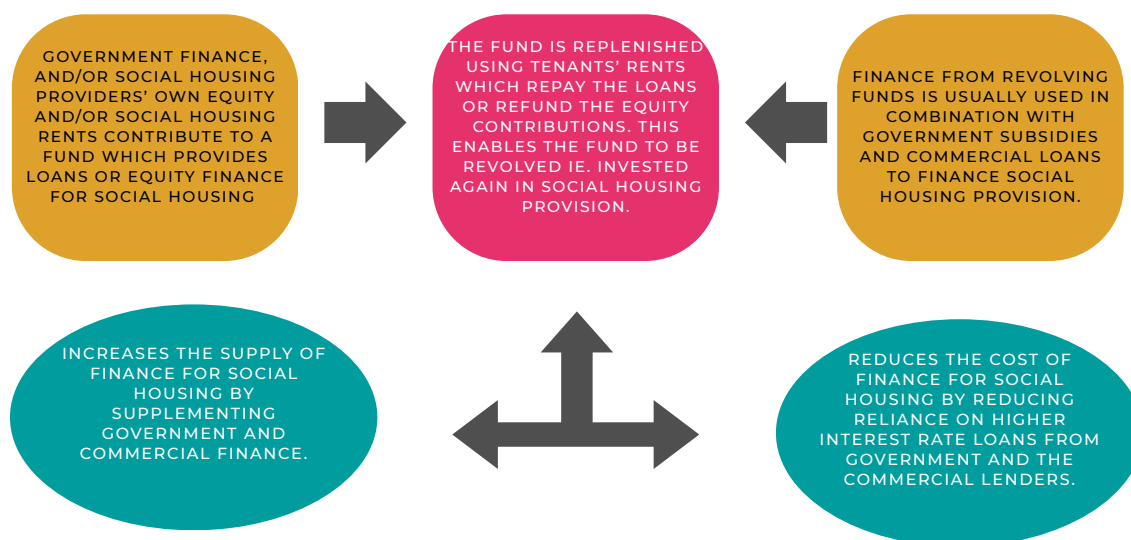 GOVERNMENT FINANCE,
AND/OR SOCIAL HOUSING
PROVIDERS’ OWN EQUITY
AND/OR SOCIAL HOUSING
RENTS CONTRIBUTE TO A
FUND WHICH PROVIDES
LOANS OR EQUITY FINANCE
FOR SOCIAL HOUSING
THE FUND IS REPLENISHED
USING TENANTS’ RENTS
WHICH REPAY THE LOANS
OR REFUND THE EQUITY
CONTRIBUTIONS. THIS
ENABLES THE FUND TO BE
REVOLVED IE. INVESTED
AGAIN IN SOCIAL HOUSING
PROVISION.
FINANCE FROM REVOLVING
FUNDS IS USUALLY USED IN
COMBINATION WITH
GOVERNMENT SUBSIDIES
AND COMMERCIAL LOANS
TO FINANCE SOCIAL
HOUSING PROVISION.
INCREASES THE SUPPLY OF
FINANCE FOR SOCIAL
HOUSING BY
SUPPLEMENTING
GOVERNMENT AND
COMMERCIAL FINANCE.
REDUCES THE COST OF
FINANCE FOR SOCIAL
HOUSING BY REDUCING
RELIANCE ON HIGHER
INTEREST RATE LOANS FROM
GOVERNMENT AND THE
COMMERCIAL LENDERS.